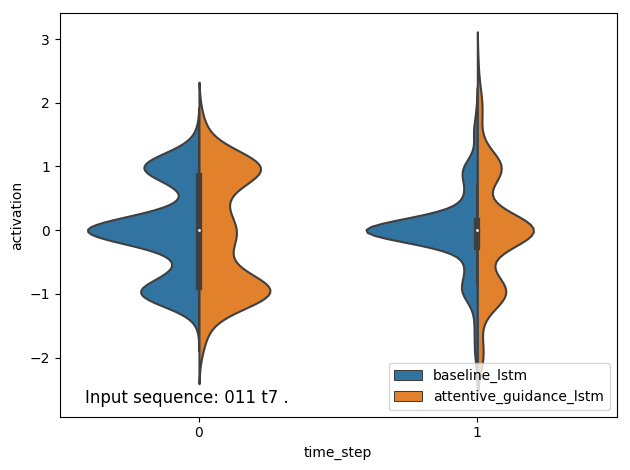 3
2
1
0
−1
−2
activation
Input sequence: 011 t7 .
baseline_lstm
attentive_guidance_lstm
0
1
time_step